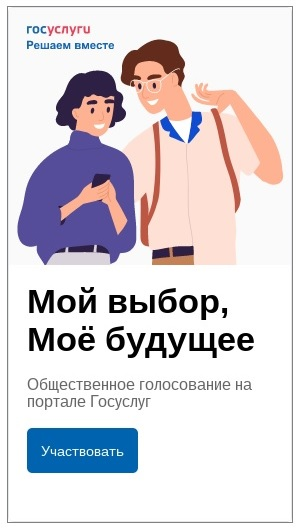 госуслуги
Решаем вместе
Мой выбор,
Моё будущее
Общественное голосование на
портале Госуслуг
Участвовать